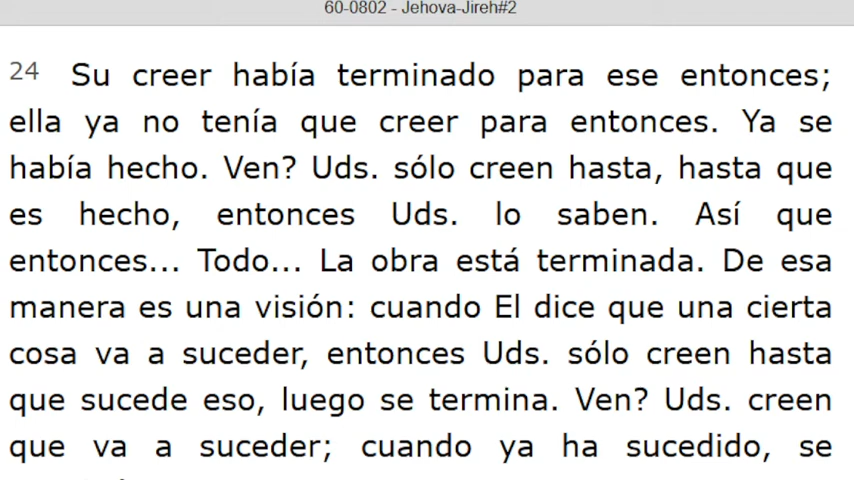 60-0802 - Jehova-Jireh#2
24 Su creer había terminado para ese entonces;
ella ya no tenía que creer para entonces. Ya se
había hecho. Ven? Uds. sólo creen hasta, hasta que
es hecho, entonces Uds. lo saben. Así que
entonces... Todo... La obra está terminada. De esa
manera es una visión: cuando El dice que una cierta
cosa va a suceder, entonces Uds. sólo creen hasta
que sucede eso, luego se termina. Ven? Uds. creen
que va a suceder; cuando ya ha sucedido, se